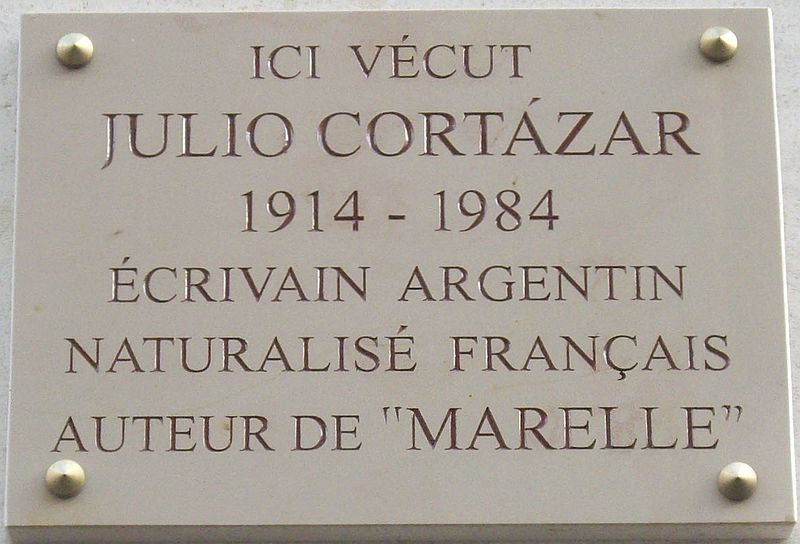 ICI VÉCUT
JULIO CORTÁZAR
1914 - 1984
ÉCRIVAIN ARGENTIN
NATURALISÉ FRANÇAIS
AUTEUR DE "MARELLE"